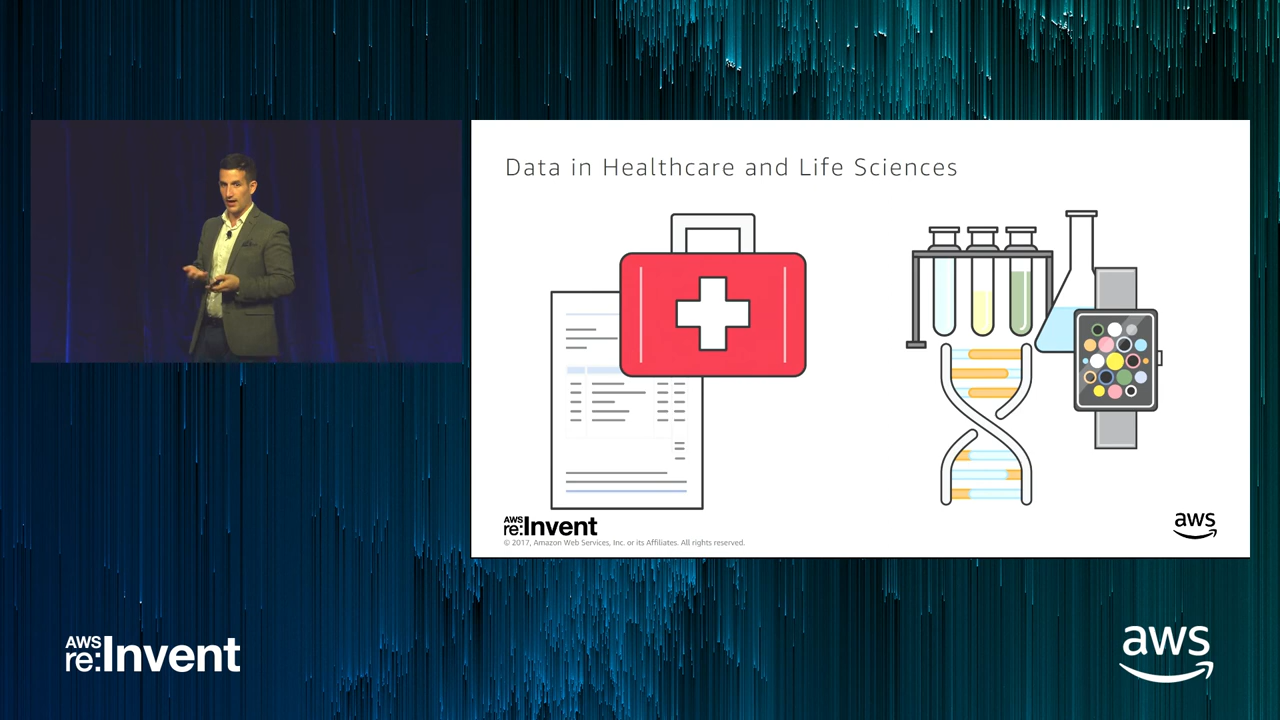 Data in Healthcare and Life Sciences
AWS
re:Invent
© 2017, Amazon Web Services, Inc. or its Affiliates. All rights reserved.
aws
AWS
re:Invent
aws